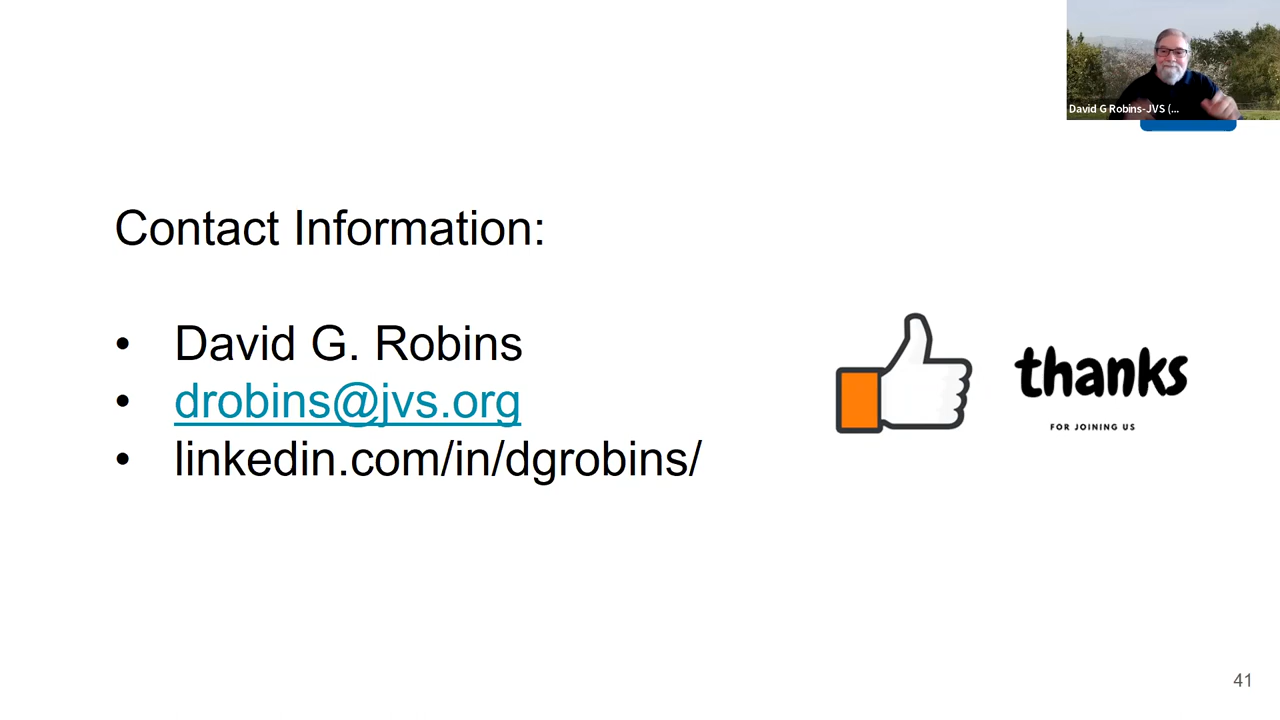 David G Robins-JVS (...
Contact Information:
• David G. Robins
• drobins@jvs.org
• linkedin.com/in/dgrobins/
thanks
FOR JOINING US
41